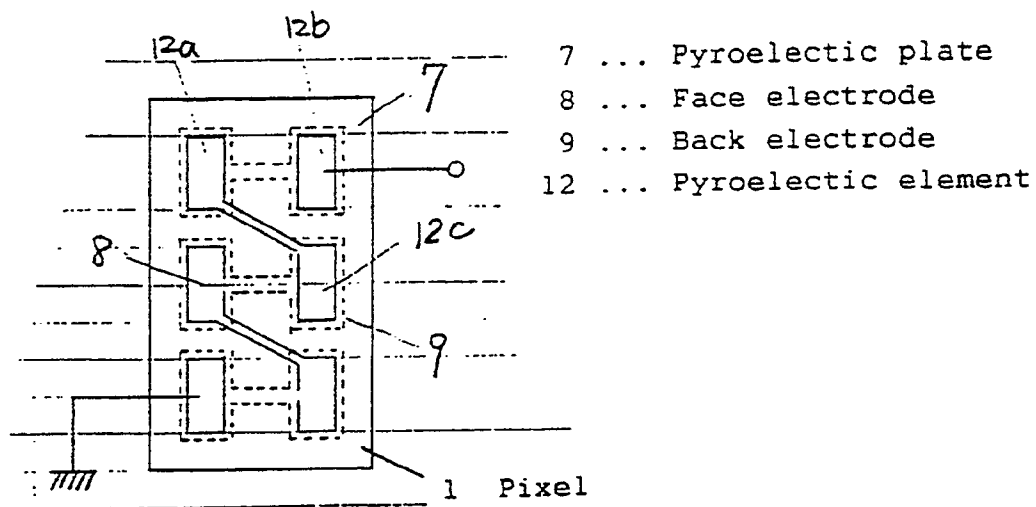 12a
12b
7
7 ... Pyroelectic plate
8 ... Face electrode
9 ... Back electrode
12 ... Pyroelectic element
8
12c
9
1 Pixel